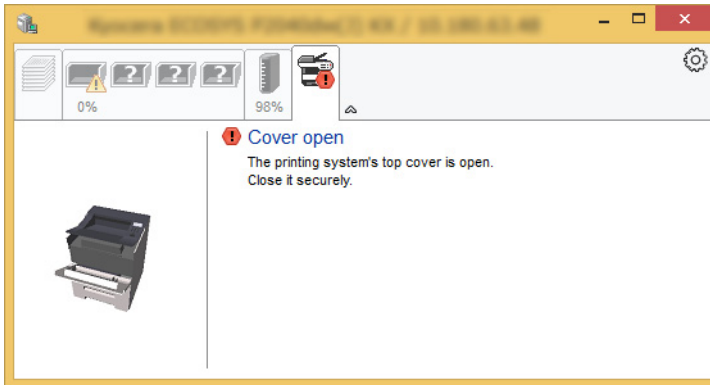 ? ? ?
0%
98%
Cover open
The printing system's top cover is open.
Close it securely.